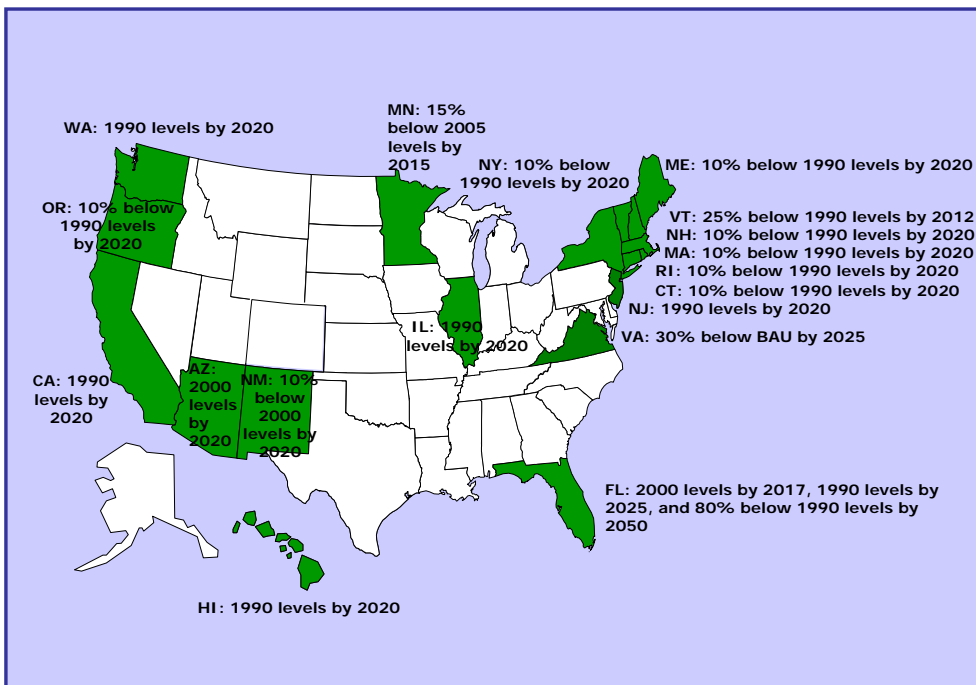 WA: 1990 levels by 2020
MN: 15%
below 2005
levels by
2015
NY: 10% below
1990 levels by 2020
ME: 10% below 1990 levels by 2020
OR: 10% below
1990 levels
by 2020
VT: 25% below 1990 levels by 2012
NH: 10% below 1990 levels by 2020
MA: 10% below 1990 levels by 2020
RI: 10% below 1990 levels by 2020
CT: 10% below 1990 levels by 2020
NJ: 1990 levels by 2020
VA: 30% below BAU by 2025
IL: 1990
levels by 2020
CA: 1990
levels by
2020
AZ:
2000
levels
by
2020
NM: 10%
below
2000
levels by
2020
FL: 2000 levels by 2017, 1990 levels by
2025, and 80% below 1990 levels by
2050
HI: 1990 levels by 2020